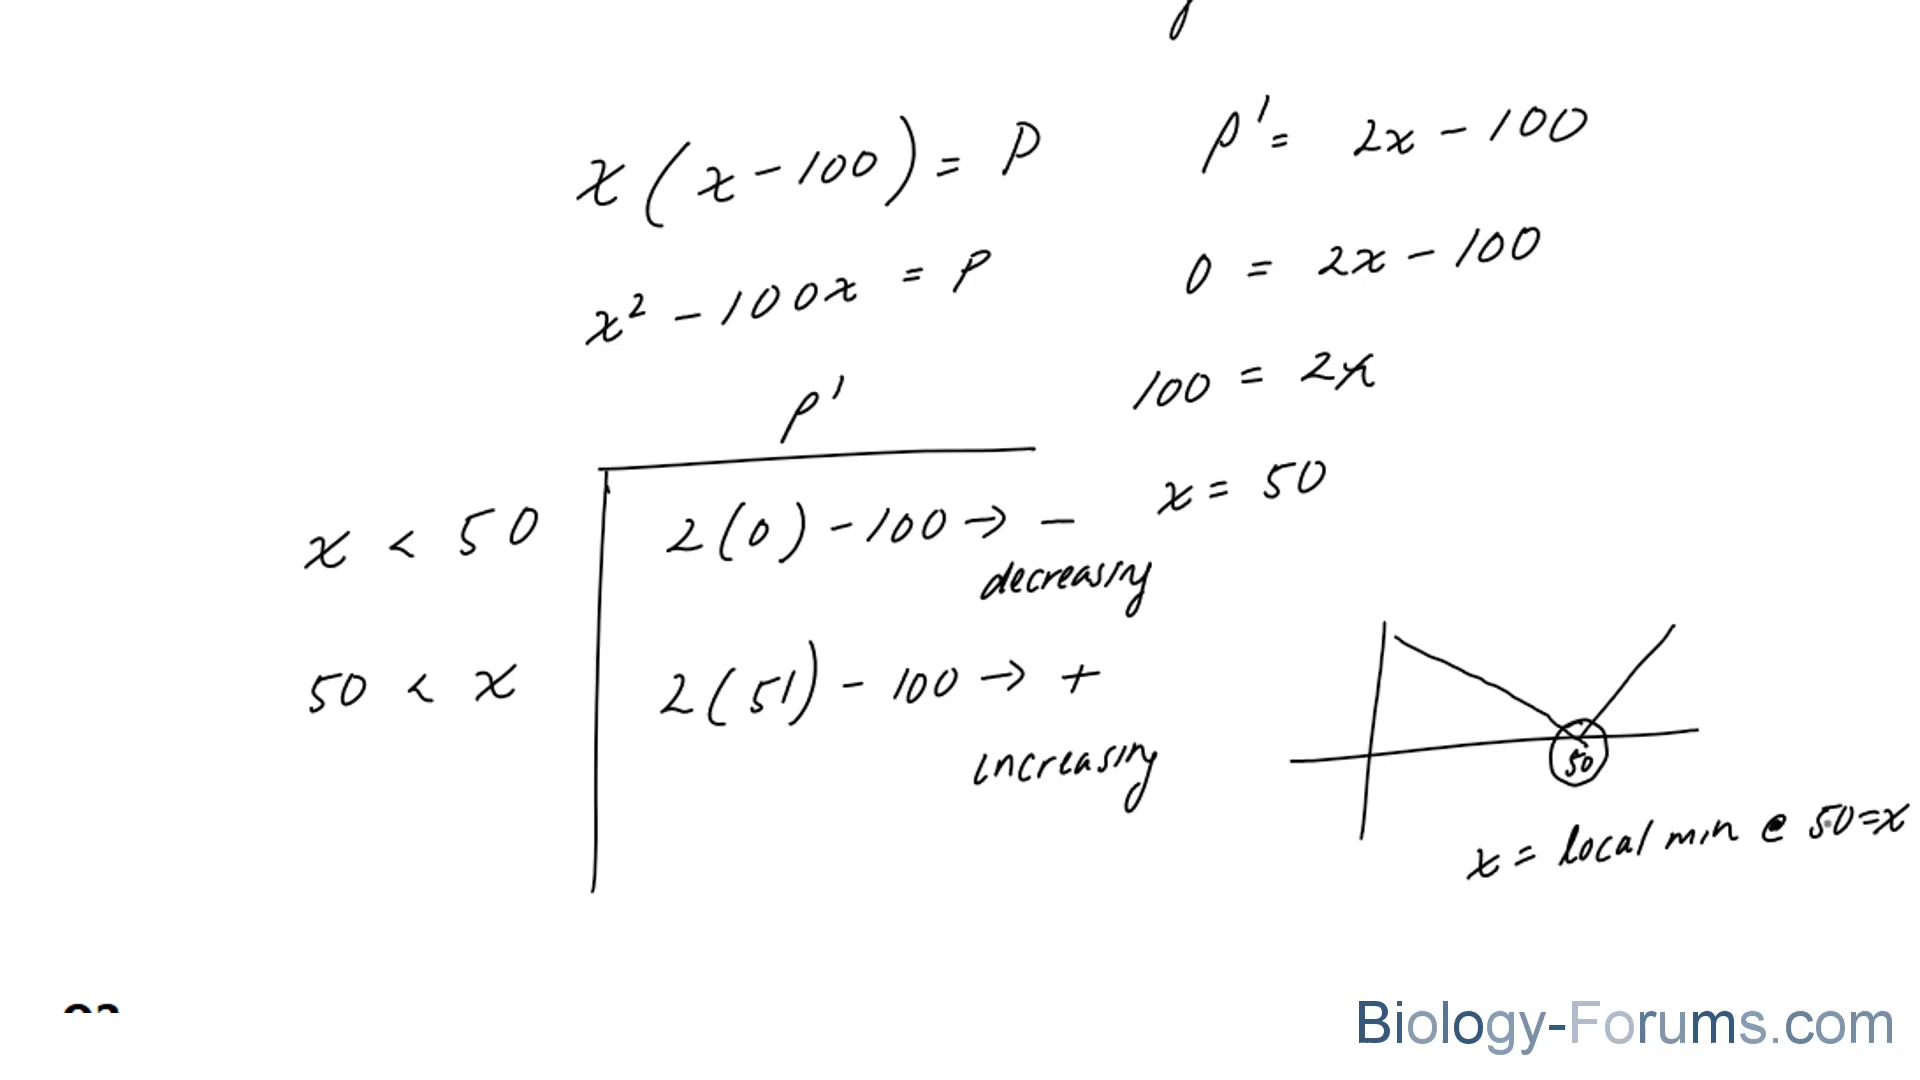 x(x-100) = P
x² - 100x = P
P' = 2x - 100
0 = 2x - 100
100 = 2x
x = 50
P'
x < 50
2(0) - 100 → -
decreasing
50 < x
2(51) - 100 → +
increasing
50
x = local min @ 50=x
Biology-Forums.com